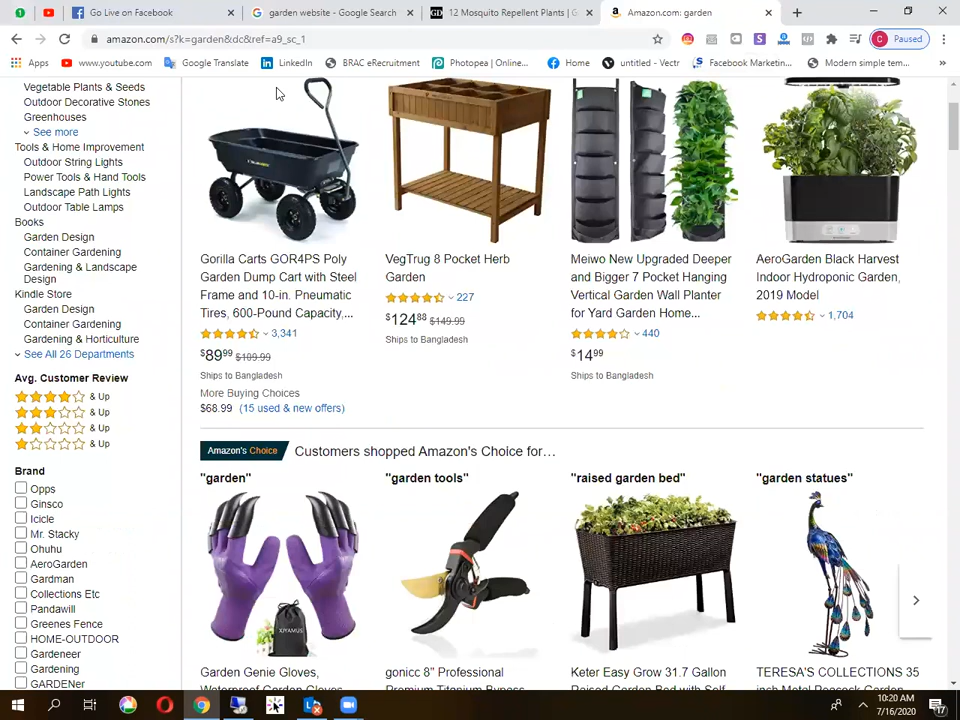 Go Live on Facebook
garden website - Google Search
12 Mosquito Repellent Plants | G
Amazon.com: garden
amazon.com/s?k=garden&dc&ref=a9_sc_1
Paused
Apps
www.youtube.com
Google Translate
LinkedIn
BRAC eRecruitment
Photopea | Online...
Home
untitled - Vectr
Facebook Marketin...
Modern simple tem...
Vegetable Plants & Seeds
Outdoor Decorative Stones
Greenhouses
See more
Tools & Home Improvement
Outdoor String Lights
Power Tools & Hand Tools
Landscape Path Lights
Outdoor Table Lamps
Books
Garden Design
Container Gardening
Gardening & Landscape
Design
Kindle Store
Garden Design
Container Gardening
Gardening & Horticulture
See All 26 Departments
Avg. Customer Review
& Up
& Up
& Up
& Up
Brand
Opps
Ginsco
Icicle
Mr. Stacky
Ohuhu
AeroGarden
Gardman
Collections Etc
Pandawill
Greenes Fence
HOME-OUTDOOR
Gardeneer
Gardening
GARDENer
Gorilla Carts GOR4PS Poly
Garden Dump Cart with Steel
Frame and 10-in. Pneumatic
Tires, 600-Pound Capacity,...
3,341
$89.99 $109.99
Ships to Bangladesh
More Buying Choices
$68.99 (15 used & new offers)
VegTrug 8 Pocket Herb
Garden
227
$124.88 $149.99
Ships to Bangladesh
Meiwo New Upgraded Deeper
and Bigger 7 Pocket Hanging
Vertical Garden Wall Planter
for Yard Garden Home...
440
$14.99
Ships to Bangladesh
AeroGarden Black Harvest
Indoor Hydroponic Garden,
2019 Model
1,704
Amazon's Choice
Customers shopped Amazon's Choice for…
"garden"
"garden tools"
"raised garden bed"
"garden statues"
XJYAMUS
Garden Genie Gloves,
Waterproof Garden Gloves
gonicc 8" Professional
Premium Titanium Bypass
Keter Easy Grow 31.7 Gallon
Raised Garden Bed with Self
TERESA'S COLLECTIONS 35
inch Metal Peacock Garden
10:20 AM
7/16/2020
17